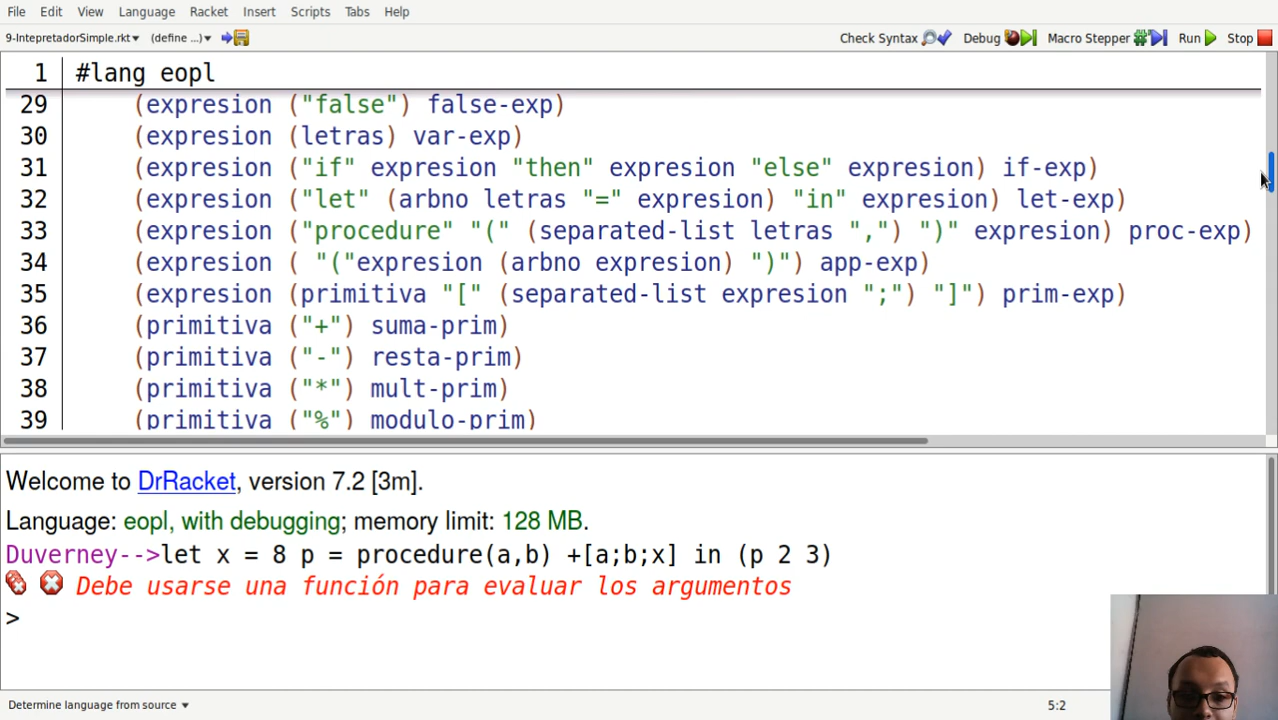 File Edit View Language Racket Insert Scripts Tabs Help
9-IntepretadorSimple.rkt▾ (define ...)▾ Check Syntax Debug Macro Stepper Run Stop
1 #lang eopl
29 (expresion ("false") false-exp)
30 (expresion (letras) var-exp)
31 (expresion ("if" expresion "then" expresion "else" expresion) if-exp)
32 (expresion ("let" (arbno letras "=" expresion) "in" expresion) let-exp)
33 (expresion ("procedure" "(" (separated-list letras ",") ")" expresion) proc-exp)
34 (expresion ( "("expresion (arbno expresion) ")") app-exp)
35 (expresion (primitiva "[" (separated-list expresion ";") "]") prim-exp)
36 (primitiva ("+") suma-prim)
37 (primitiva ("-") resta-prim)
38 (primitiva ("*") mult-prim)
39 (primitiva ("%") modulo-prim)
Welcome to DrRacket, version 7.2 [3m].
Language: eopl, with debugging; memory limit: 128 MB.
Duverney-->let x = 8 p = procedure(a,b) +[a;b;x] in (p 2 3)
Debe usarse una función para evaluar los argumentos
>
Determine language from source ▾ 5:2